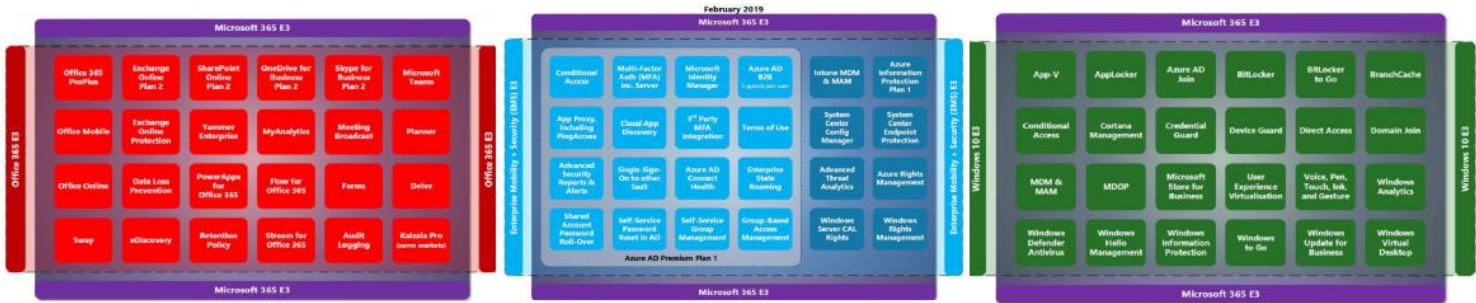 February 2019
Microsoft 365 E3
Office 365 E3
Office 365
ProPlus
Exchange
Online
Plan 2
SharePoint
Online
Plan 2
OneDrive for
Business
Plan 2
Skype for
Business
Plan 2
Microsoft
Teams
Office Mobile
Exchange
Online
Protection
Yammer
Enterprise
MyAnalytics
Meeting
Broadcast
Planner
Office Online
Data Loss
Prevention
PowerApps
for
Office 365
Flow for
Office 365
Forms
Delve
Sway
eDiscovery
Retention
Policy
Stream for
Office 365
Audit
Logging
Kaizala Pro
(some markets)
Office 365 E3
Microsoft 365 E3
Microsoft 365 E3
Enterprise Mobility + Security (EMS) E3
Conditional
Access
Multi-Factor
Auth (MFA)
inc. Server
Microsoft
Identity
Manager
Azure AD
B2B
5 guests per user
App Proxy,
Including
PingAccess
Cloud App
Discovery
3rd Party
MFA
Integration
Terms of Use
Advanced
Security
Reports &
Alerts
Single Sign-
On to other
SaaS
Azure AD
Connect
Health
Enterprise
State
Roaming
Shared
Account
Password
Roll-Over
Self-Service
Password
Reset in AD
Self-Service
Group
Management
Group-Based
Access
Management
Azure AD Premium Plan 1
Intune MDM
& MAM
Azure
Information
Protection
Plan 1
System
Center
Config
Manager
System
Center
Endpoint
Protection
Advanced
Threat
Analytics
Azure Rights
Management
Windows
Server CAL
Rights
Windows
Rights
Management
Enterprise Mobility + Security (EMS) E3
Microsoft 365 E3
Microsoft 365 E3
Windows 10 E3
App-V
AppLocker
Azure AD
Join
BitLocker
BitLocker
to Go
BranchCache
Conditional
Access
Cortana
Management
Credential
Guard
Device Guard
Direct Access
Domain Join
MDM &
MAM
MDOP
Microsoft
Store for
Business
User
Experience
Virtualisation
Voice, Pen,
Touch, Ink,
and Gesture
Windows
Analytics
Windows
Defender
Antivirus
Windows
Hello
Management
Windows
Information
Protection
Windows
to Go
Windows
Update for
Business
Windows
Virtual
Desktop
Windows 10 E3
Microsoft 365 E3